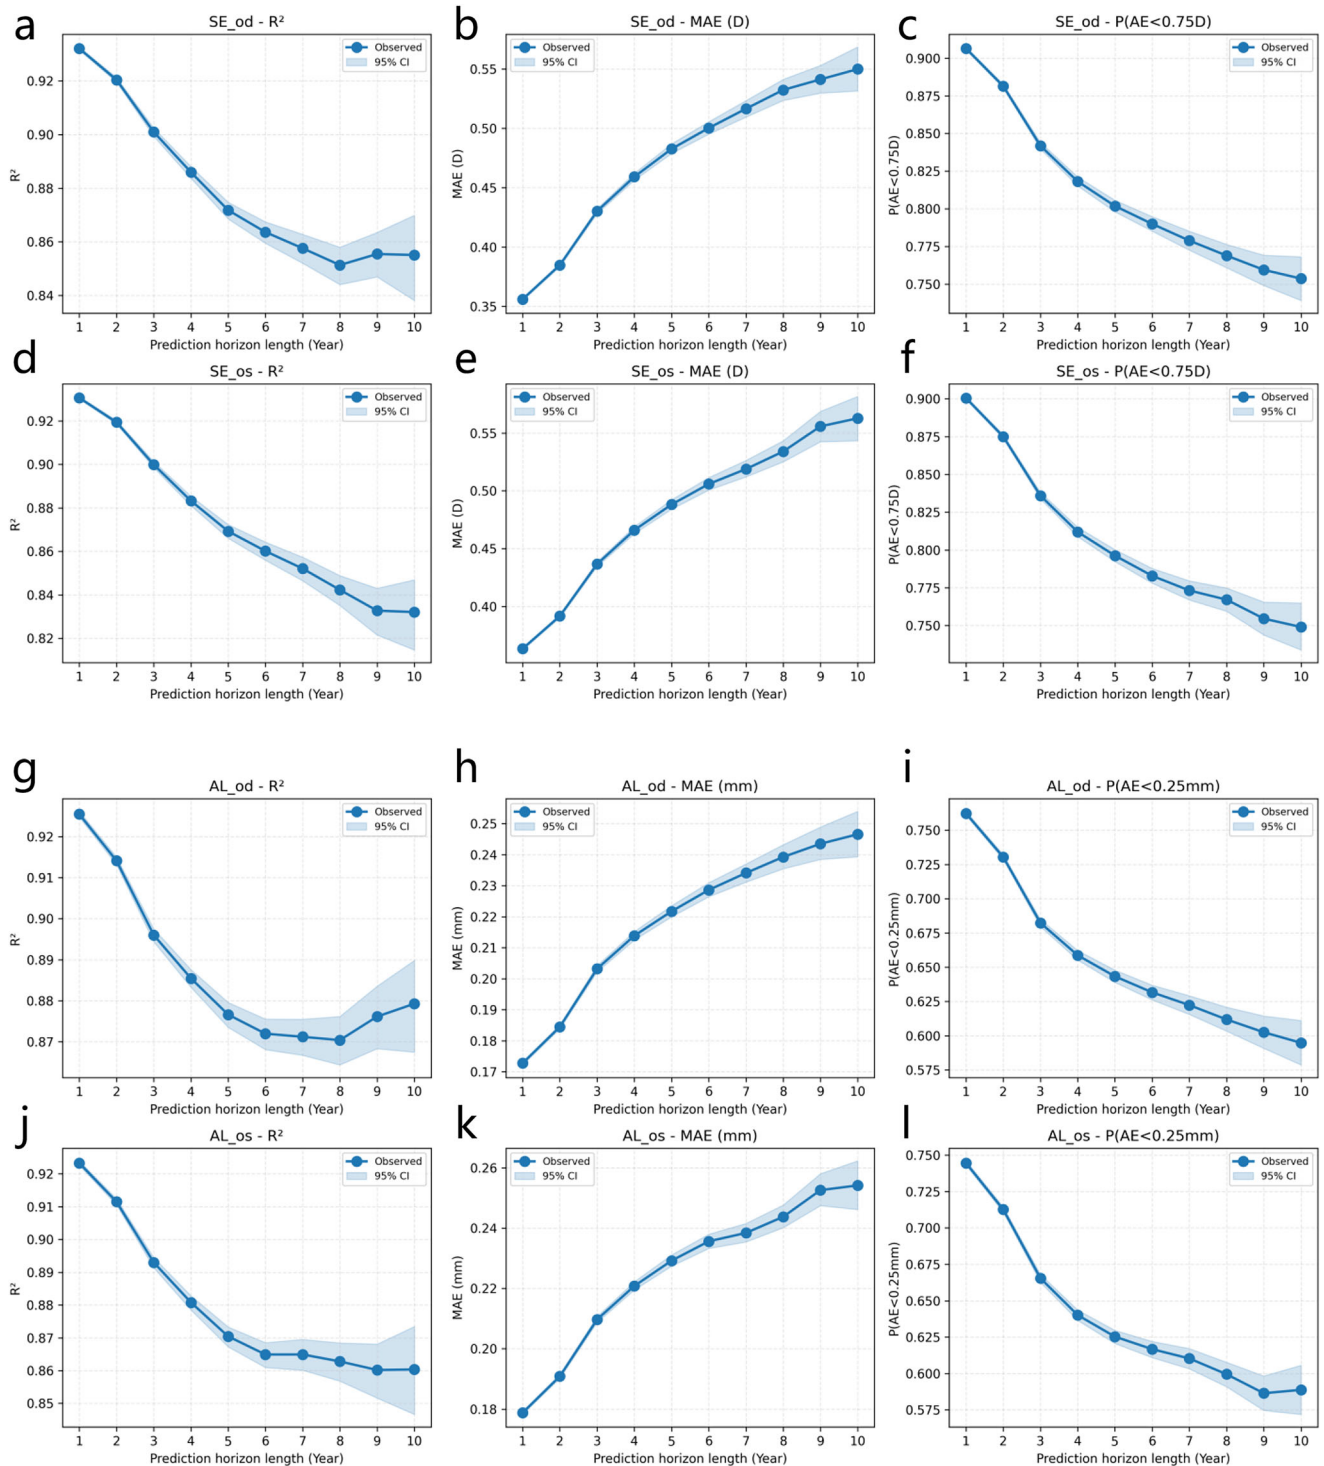 a
SE_od - R²
Observed
95% CI
0.92
0.90
0.88
0.86
0.84
R²
1 2 3 4 5 6 7 8 9 10
Prediction horizon length (Year)
b
SE_od - MAE (D)
Observed
95% CI
0.55
0.50
0.45
0.40
0.35
MAE (D)
1 2 3 4 5 6 7 8 9 10
Prediction horizon length (Year)
c
SE_od - P(AE<0.75D)
Observed
95% CI
0.900
0.875
0.850
0.825
0.800
0.775
0.750
P(AE<0.75D)
1 2 3 4 5 6 7 8 9 10
Prediction horizon length (Year)
d
SE_os - R²
Observed
95% CI
0.92
0.90
0.88
0.86
0.84
0.82
R²
1 2 3 4 5 6 7 8 9 10
Prediction horizon length (Year)
e
SE_os - MAE (D)
Observed
95% CI
0.55
0.50
0.45
0.40
MAE (D)
1 2 3 4 5 6 7 8 9 10
Prediction horizon length (Year)
f
SE_os - P(AE<0.75D)
Observed
95% CI
0.900
0.875
0.850
0.825
0.800
0.775
0.750
P(AE<0.75D)
1 2 3 4 5 6 7 8 9 10
Prediction horizon length (Year)
g
AL_od - R²
Observed
95% CI
0.92
0.91
0.90
0.89
0.88
0.87
R²
1 2 3 4 5 6 7 8 9 10
Prediction horizon length (Year)
h
AL_od - MAE (mm)
Observed
95% CI
0.25
0.24
0.23
0.22
0.21
0.20
0.19
0.18
0.17
MAE (mm)
1 2 3 4 5 6 7 8 9 10
Prediction horizon length (Year)
i
AL_od - P(AE<0.25mm)
Observed
95% CI
0.750
0.725
0.700
0.675
0.650
0.625
0.600
0.575
P(AE<0.25mm)
1 2 3 4 5 6 7 8 9 10
Prediction horizon length (Year)
j
AL_os - R²
Observed
95% CI
0.92
0.91
0.90
0.89
0.88
0.87
0.86
0.85
R²
1 2 3 4 5 6 7 8 9 10
Prediction horizon length (Year)
k
AL_os - MAE (mm)
Observed
95% CI
0.26
0.24
0.22
0.20
0.18
MAE (mm)
1 2 3 4 5 6 7 8 9 10
Prediction horizon length (Year)
l
AL_os - P(AE<0.25mm)
Observed
95% CI
0.750
0.725
0.700
0.675
0.650
0.625
0.600
0.575
P(AE<0.25mm)
1 2 3 4 5 6 7 8 9 10
Prediction horizon length (Year)